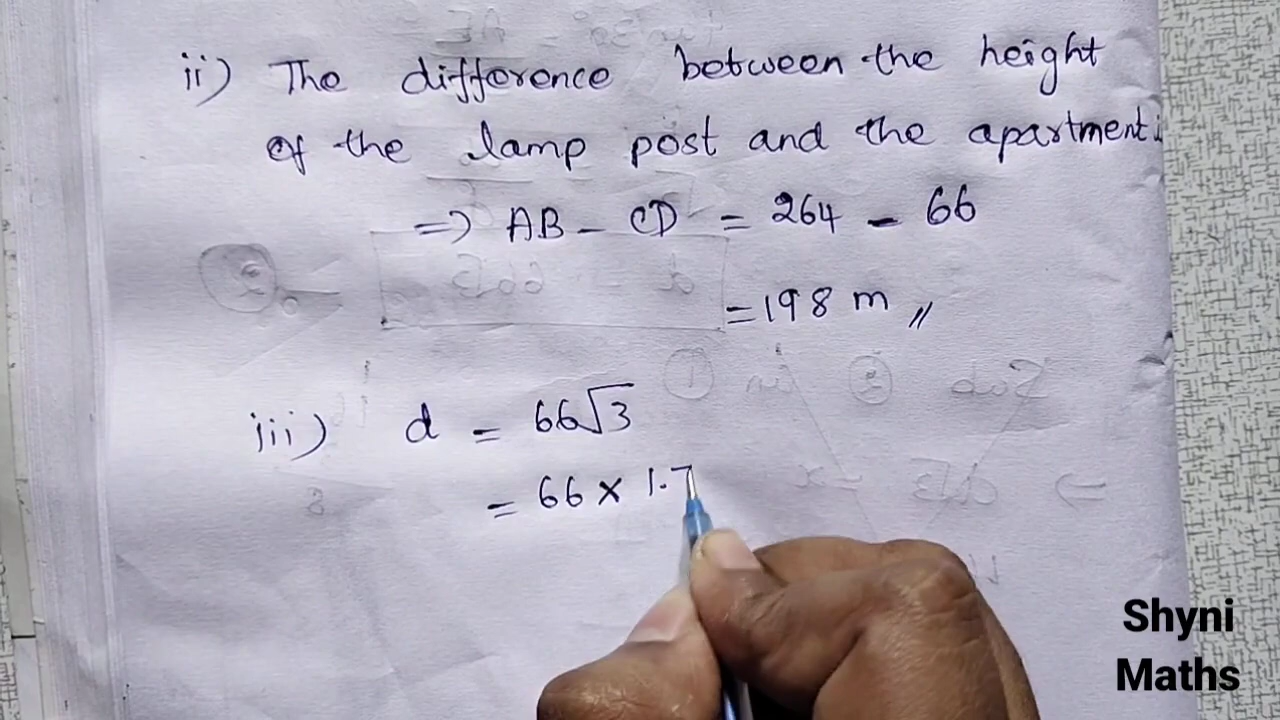 ii) The difference between the height
of the lamp post and the apartment
=> AB - CD = 264 - 66
= 198 m //
iii) d = 66√3
= 66 × 1.7
Shyni
Maths